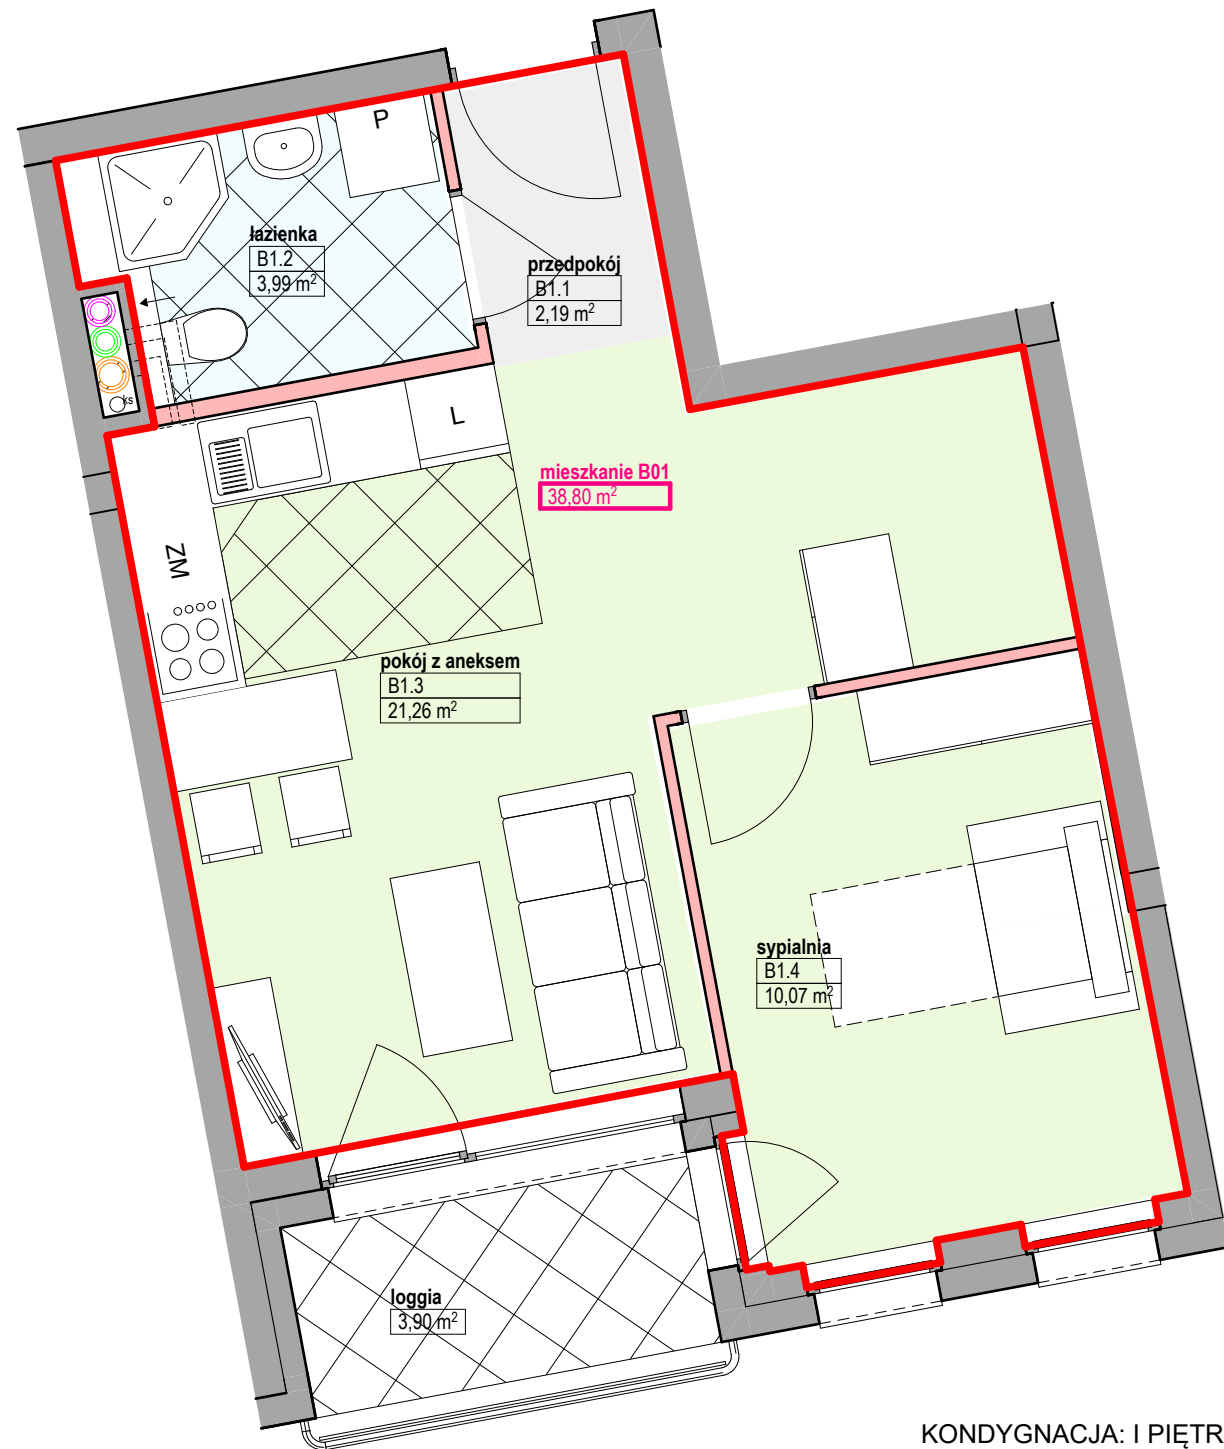 P
łazienka
B1.2
3,99 m²
przedpokój
B1.1
2,19 m²
ks
L
mieszkanie B01
38,80 m²
ZM
pokój z aneksem
B1.3
21,26 m²
sypialnia
B1.4
10,07 m²
loggia
3,90 m²
KONDYGNACJA: I PIĘTR